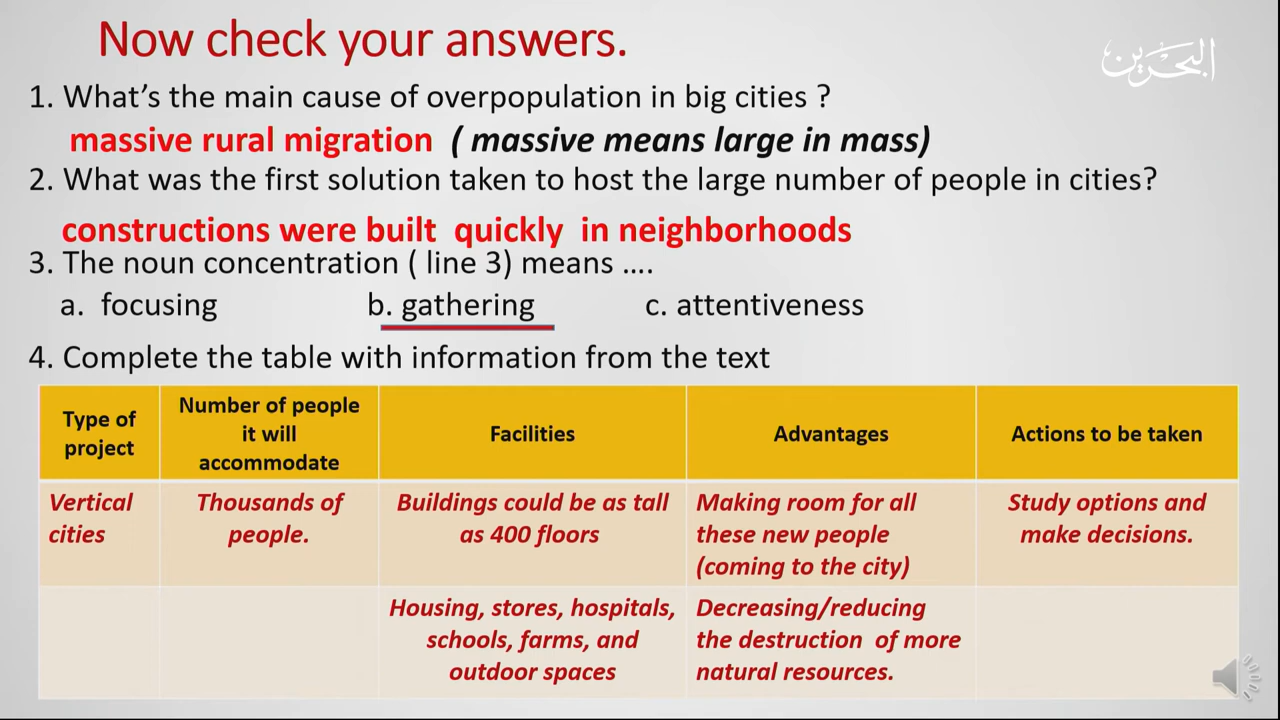 Now check your answers.
البحرين
1. What's the main cause of overpopulation in big cities ?
massive rural migration ( massive means large in mass)
2. What was the first solution taken to host the large number of people in cities?
constructions were built quickly in neighborhoods
3. The noun concentration ( line 3) means ....
a. focusing b. gathering c. attentiveness
4. Complete the table with information from the text
Type of
project
Number of people
it will
accommodate
Facilities
Advantages
Actions to be taken
Vertical
cities
Thousands of
people.
Buildings could be as tall
as 400 floors
Making room for all
these new people
(coming to the city)
Study options and
make decisions.
Housing, stores, hospitals,
schools, farms, and
outdoor spaces
Decreasing/reducing
the destruction of more
natural resources.